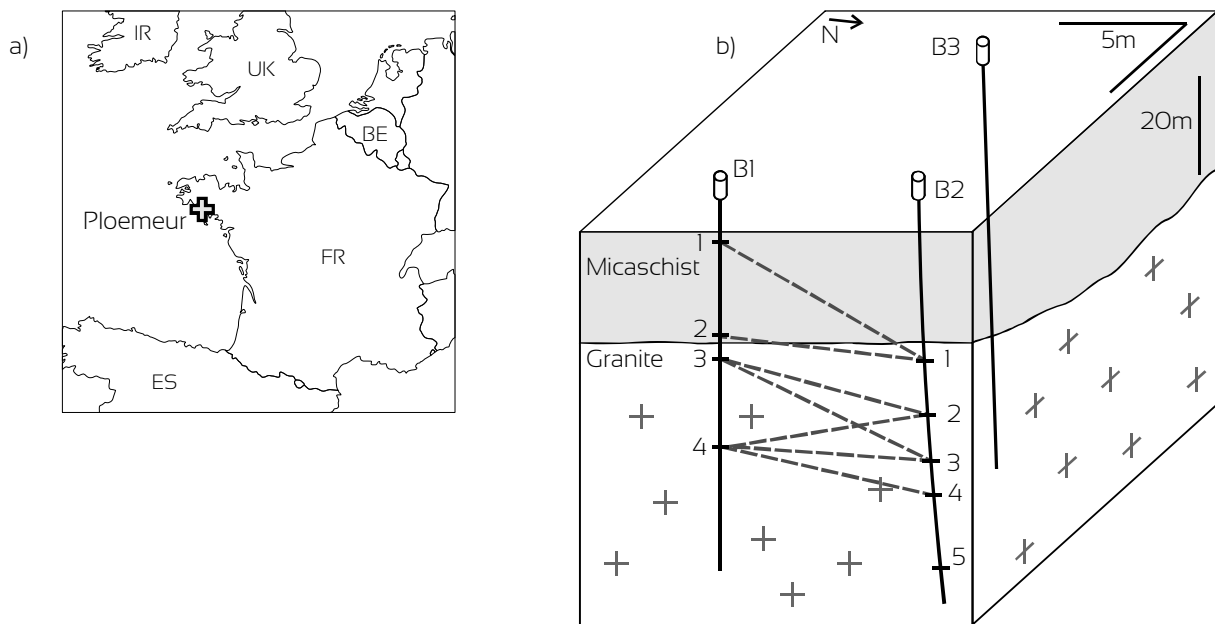 a)
IR
UK
BE
Ploemeur
FR
ES
b)
N
B3
5m
20m
B1
B2
1
Micaschist
2
Granite
3
1
2
4
3
4
5